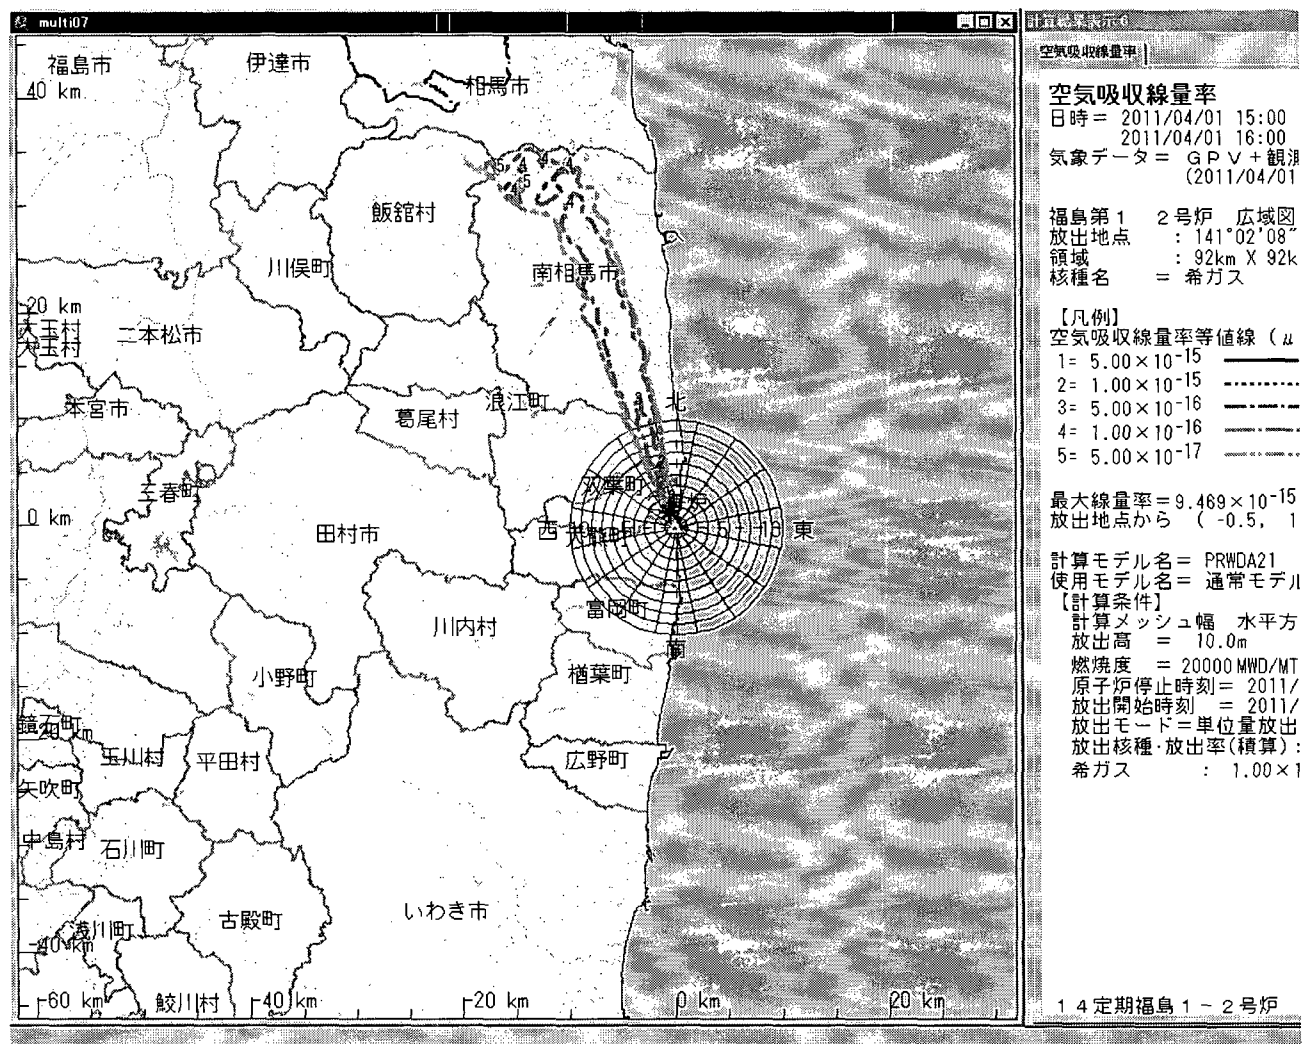 multi07
福島市
伊達市
相馬市
40 km
飯舘村
川俣町
南相馬市
20 km
大玉村
大玉村
二本松市
本宮市
葛尾村
浪江町
北
三春町
双葉町
0 km
田村市
西
東
富岡町
川内村
南
小野町
楢葉町
鏡石町
玉川村
平田村
広野町
矢吹町
中島村
石川町
浅川町
古殿町
いわき市
-40 km
鮫川村
-60 km
-40 km
-20 km
0 km
20 km
計算結果表示6
空気吸収線量率
空気吸収線量率
日時= 2011/04/01 15:00
2011/04/01 16:00
気象データ= GPV+観測
(2011/04/01
福島第1 2号炉 広域図
放出地点 : 141°02'08"
領域 : 92km X 92k
核種名 = 希ガス
【凡例】
空気吸収線量率等値線(μ
1= 5.00×10-15
2= 1.00×10-15
3= 5.00×10-16
4= 1.00×10-16
5= 5.00×10-17
最大線量率=9.469×10-15
放出地点から ( -0.5, 1
計算モデル名= PRWDA21
使用モデル名= 通常モデル
【計算条件】
計算メッシュ幅 水平方
放出高 = 10.0m
燃焼度 = 20000MWD/MT
原子炉停止時刻= 2011/
放出開始時刻 = 2011/
放出モード=単位量放出
放出核種・放出率(積算):
希ガス : 1.00×1
14定期福島1-2号炉